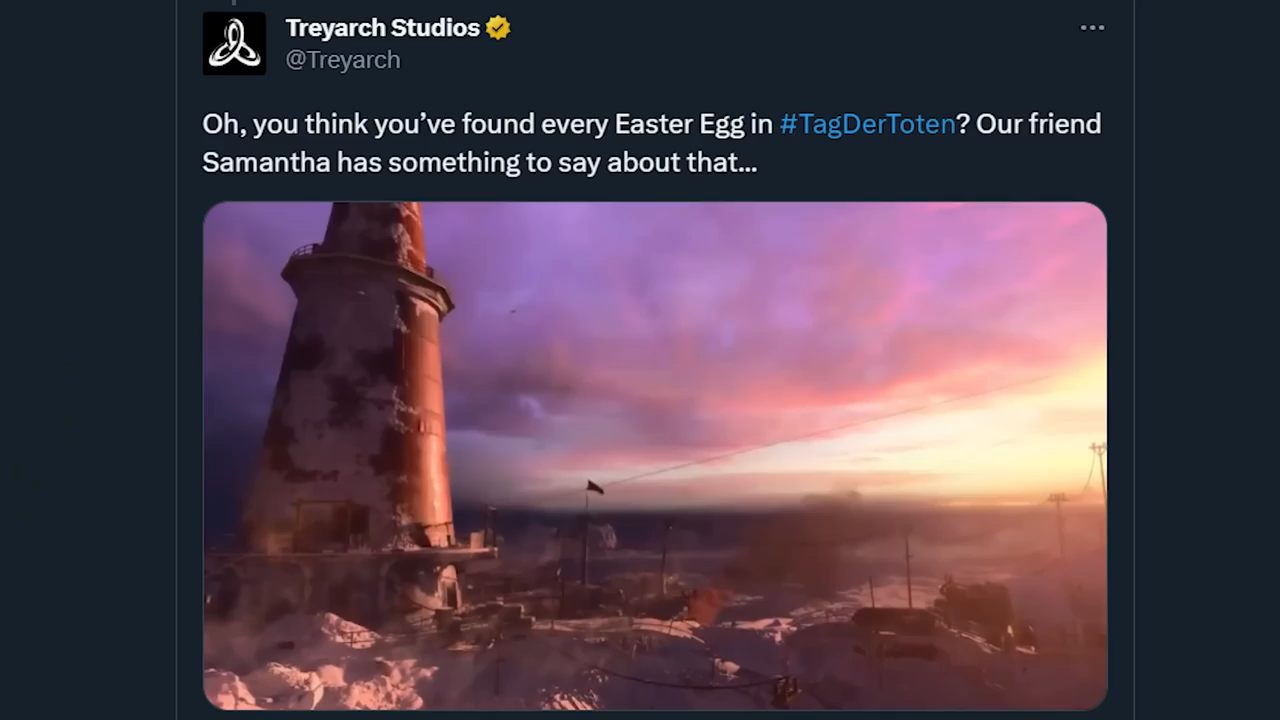 Treyarch Studios
@Treyarch
Oh, you think you’ve found every Easter Egg in #TagDerToten? Our friend
Samantha has something to say about that...